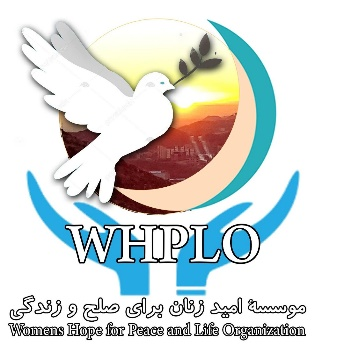 WHPLO
موسسهٔ امید زنان برای صلح و زندگی
Womens Hope for Peace and Life Organization